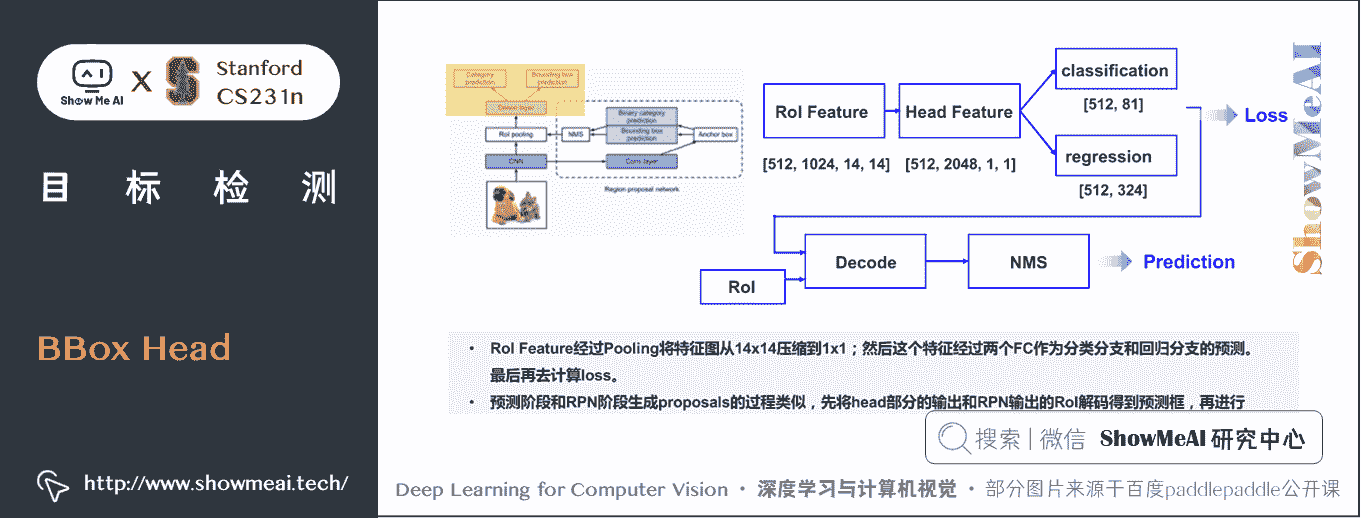 Show Me AI
X
Stanford
CS231n
目标检测
BBox Head
http://www.showmeai.tech/
Category
prediction
Bounding box
prediction
RoI pooling
CNN
NMS
Binary category
prediction
Bounding box
prediction
Anchor box
Conv layer
Region proposal network
RoI Feature
[512, 1024, 14, 14]
Head Feature
[512, 2048, 1, 1]
classification
[512, 81]
regression
[512, 324]
Loss
RoI
Decode
NMS
Prediction
ShowMeAI
• RoI Feature经过Pooling将特征图从14x14压缩到1x1；然后这个特征经过两个FC作为分类分支和回归分支的预测。
最后再去计算loss。
• 预测阶段和RPN阶段生成proposals的过程类似，先将head部分的输出和RPN输出的RoI解码得到预测框，再进行
搜索 | 微信 ShowMeAI 研究中心
Deep Learning for Computer Vision • 深度学习与计算机视觉 • 部分图片来源于百度paddlepaddle公开课